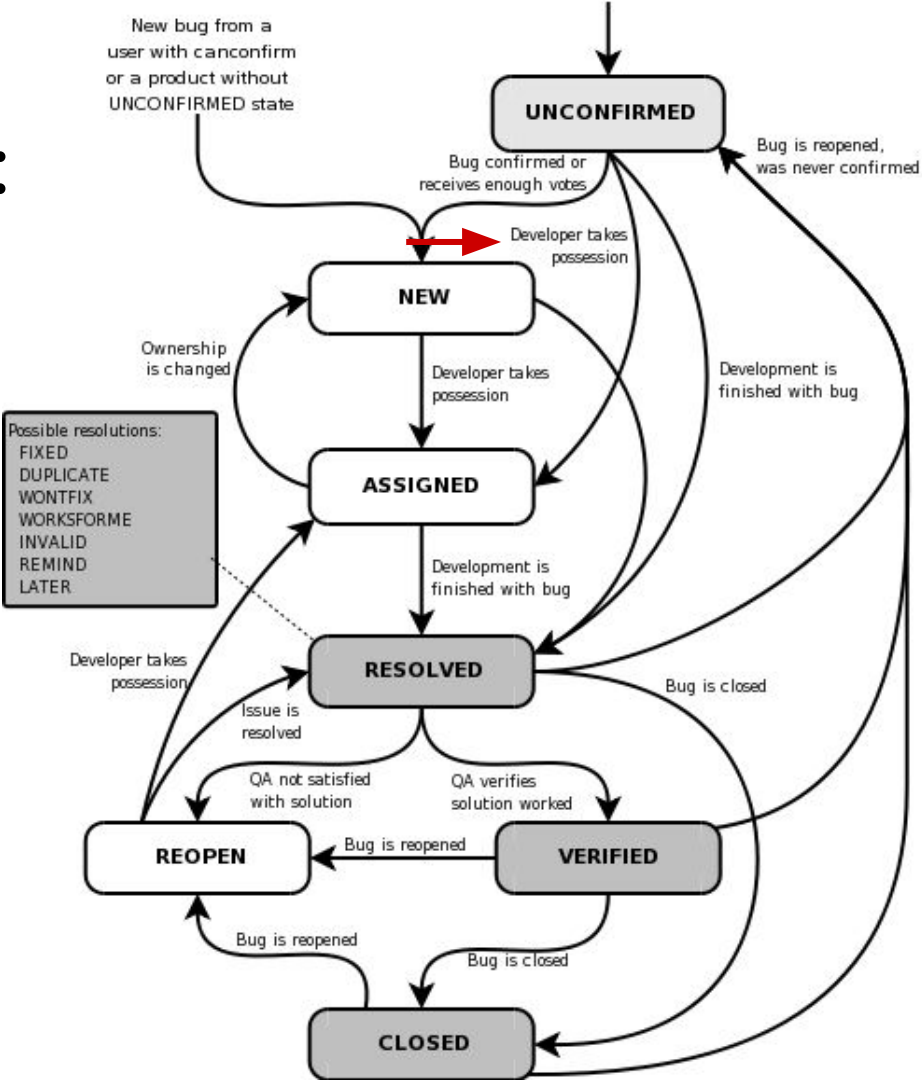 New bug from a
user with canconfirm
or a product without
UNCONFIRMED state
UNCONFIRMED
Bug is reopened,
was never confirmed
Bug confirmed or
receives enough votes
Developer takes
possession
NEW
Ownership
is changed
Developer takes
possession
Development is
finished with bug
Possible resolutions:
FIXED
DUPLICATE
WONTFIX
WORKSFORME
INVALID
REMIND
LATER
ASSIGNED
Development is
finished with bug
RESOLVED
Developer takes
possession
Bug is closed
Issue is
resolved
QA not satisfied
with solution
QA verifies
solution worked
REOPEN
Bug is reopened
VERIFIED
Bug is reopened
Bug is closed
CLOSED